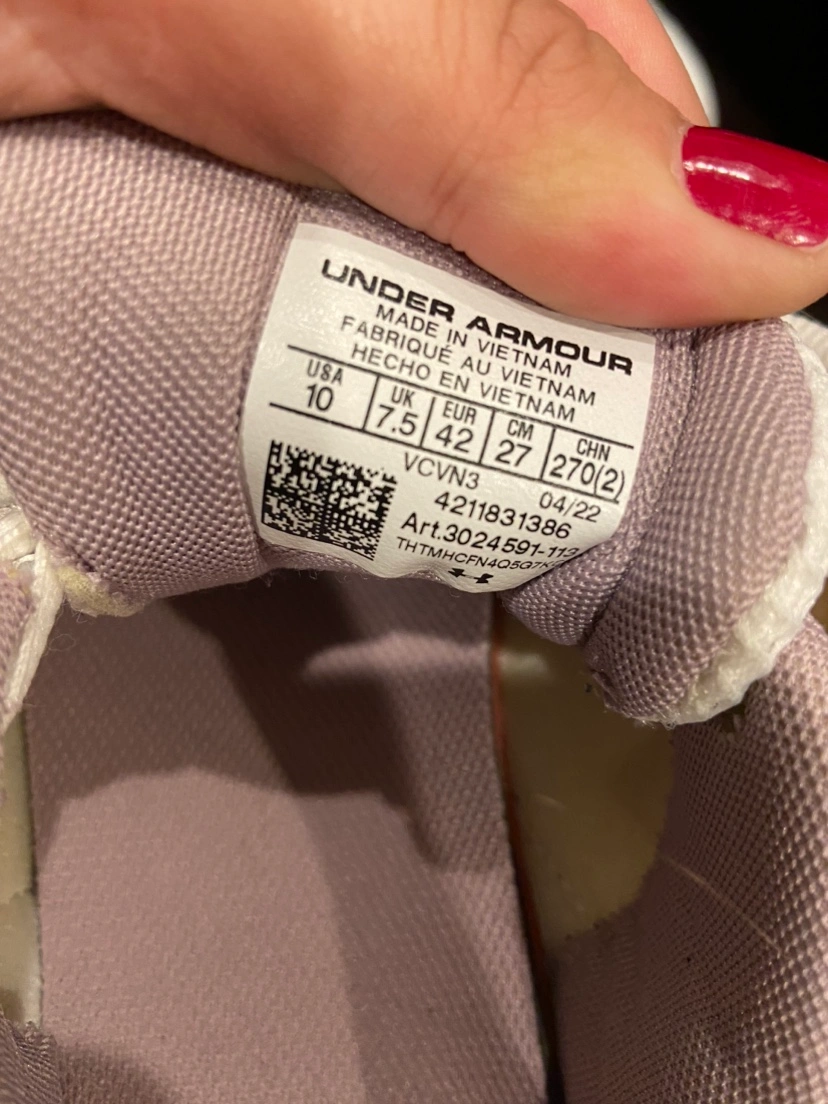 UNDER ARMOUR
MADE IN VIETNAM
FABRIQUÉ AU VIETNAM
HECHO EN VIETNAM
USA UK EUR CM CHN
10 7.5 42 27 270(2)
VCVN3 04/22
4211831386
Art.3024591-113